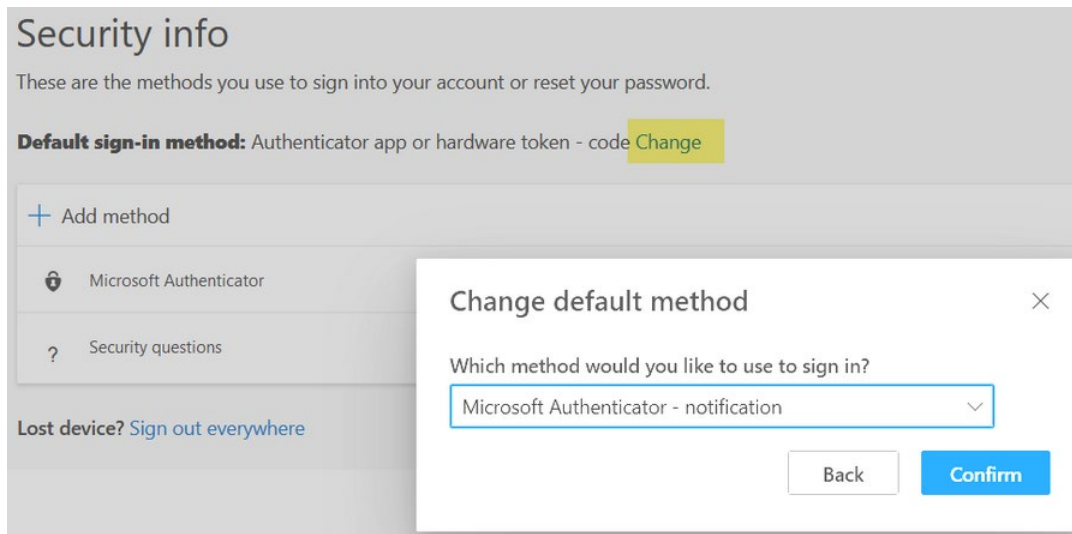 Security info
These are the methods you use to sign into your account or reset your password.
Default sign-in method: Authenticator app or hardware token - code Change
+ Add method
Microsoft Authenticator
? Security questions
Lost device? Sign out everywhere
Change default method
Which method would you like to use to sign in?
Microsoft Authenticator - notification
Back Confirm